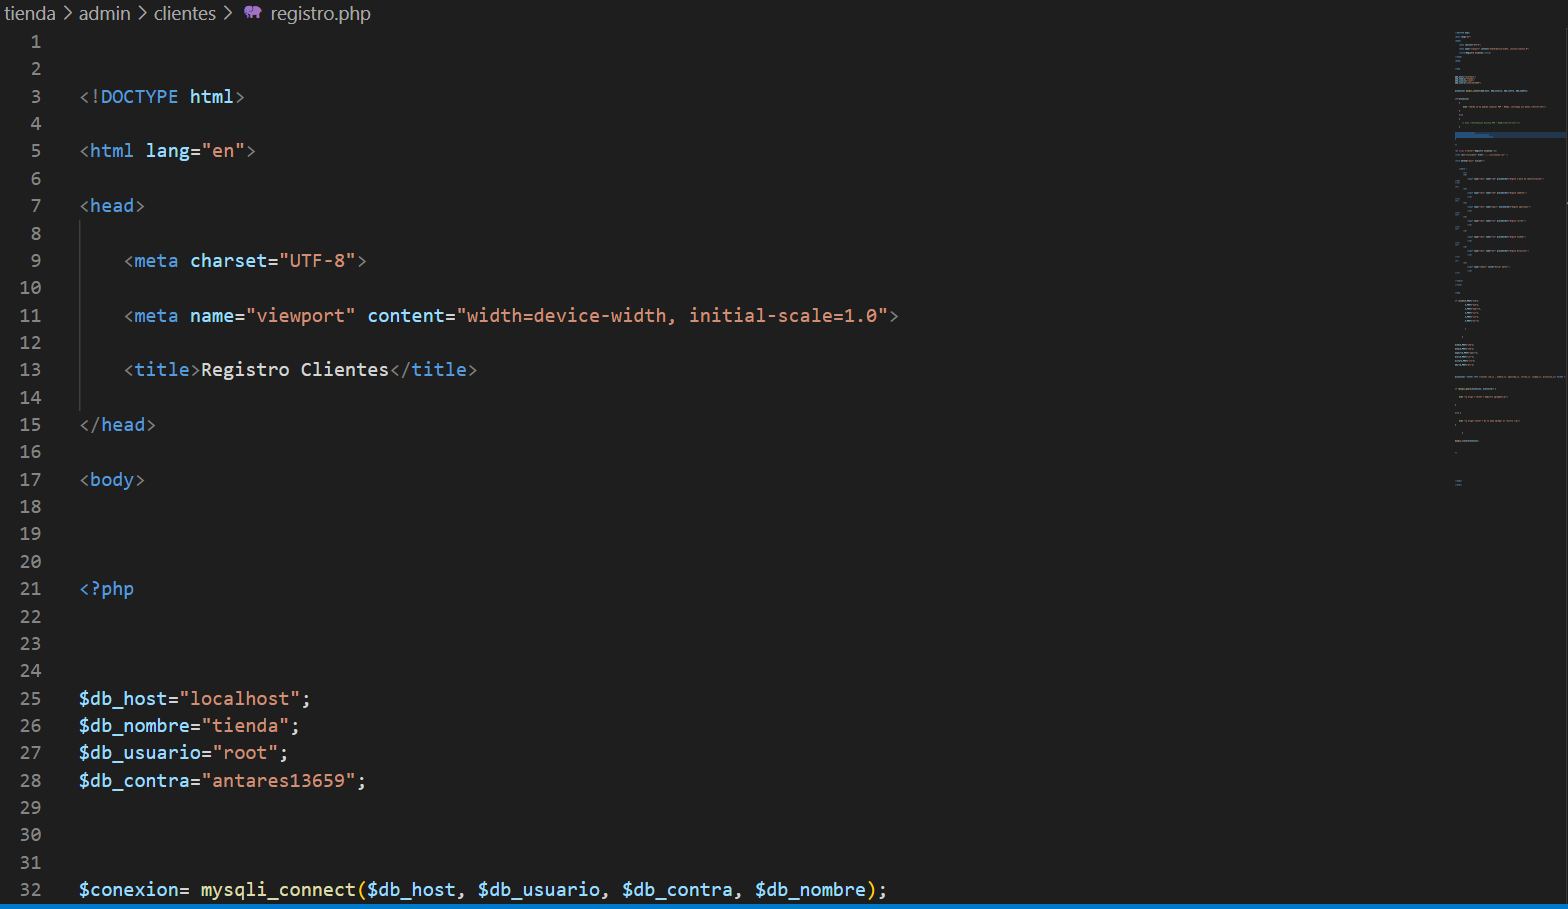 tienda > admin > clientes > registro.php
1
2
3 <!DOCTYPE html>
4
5 <html lang="en">
6
7 <head>
8
9 <meta charset="UTF-8">
10
11 <meta name="viewport" content="width=device-width, initial-scale=1.0">
12
13 <title>Registro Clientes</title>
14
15 </head>
16
17 <body>
18
19
20
21 <?php
22
23
24
25 $db_host="localhost";
26 $db_nombre="tienda";
27 $db_usuario="root";
28 $db_contra="antares13659";
29
30
31
32 $conexion= mysqli_connect($db_host, $db_usuario, $db_contra, $db_nombre);